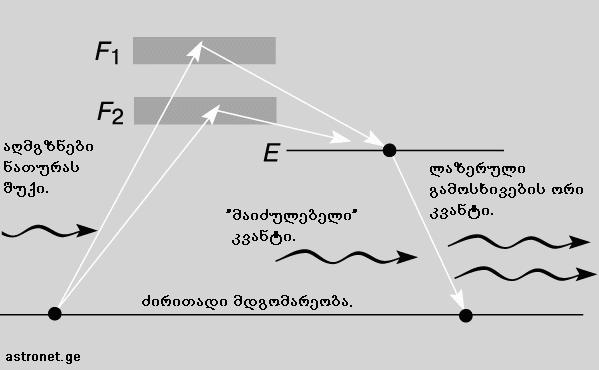 F1
F2
აღმგზნები
ნათურას
შუქი.
E
ლაზერული
გამოსხივების ორი
კვანტი.
"მაიძულებელი"
კვანტი.
ძირითადი მდგომარეობა.
astronet.ge